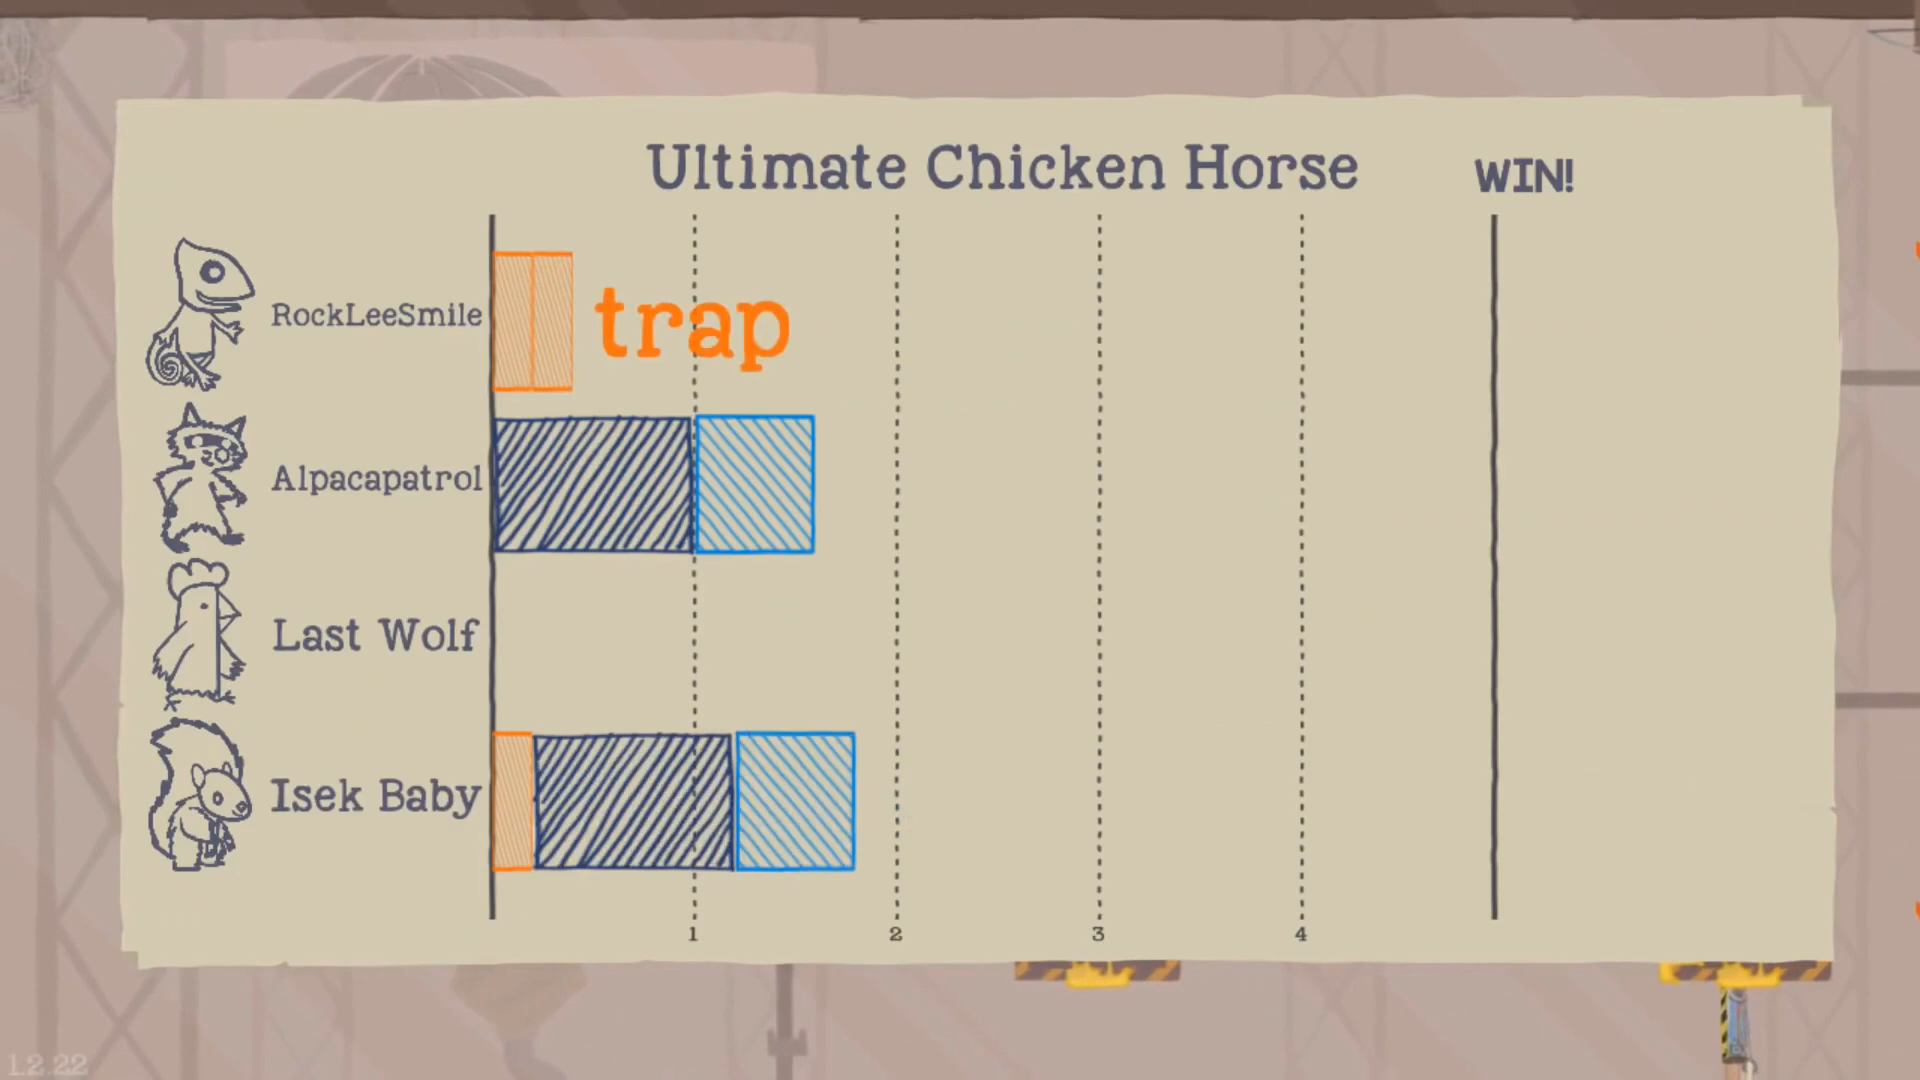 Ultimate Chicken Horse
WIN!
RockLeeSmile
trap
Alpacapatrol
Last Wolf
Isek Baby
1 2 3 4
1.2.22